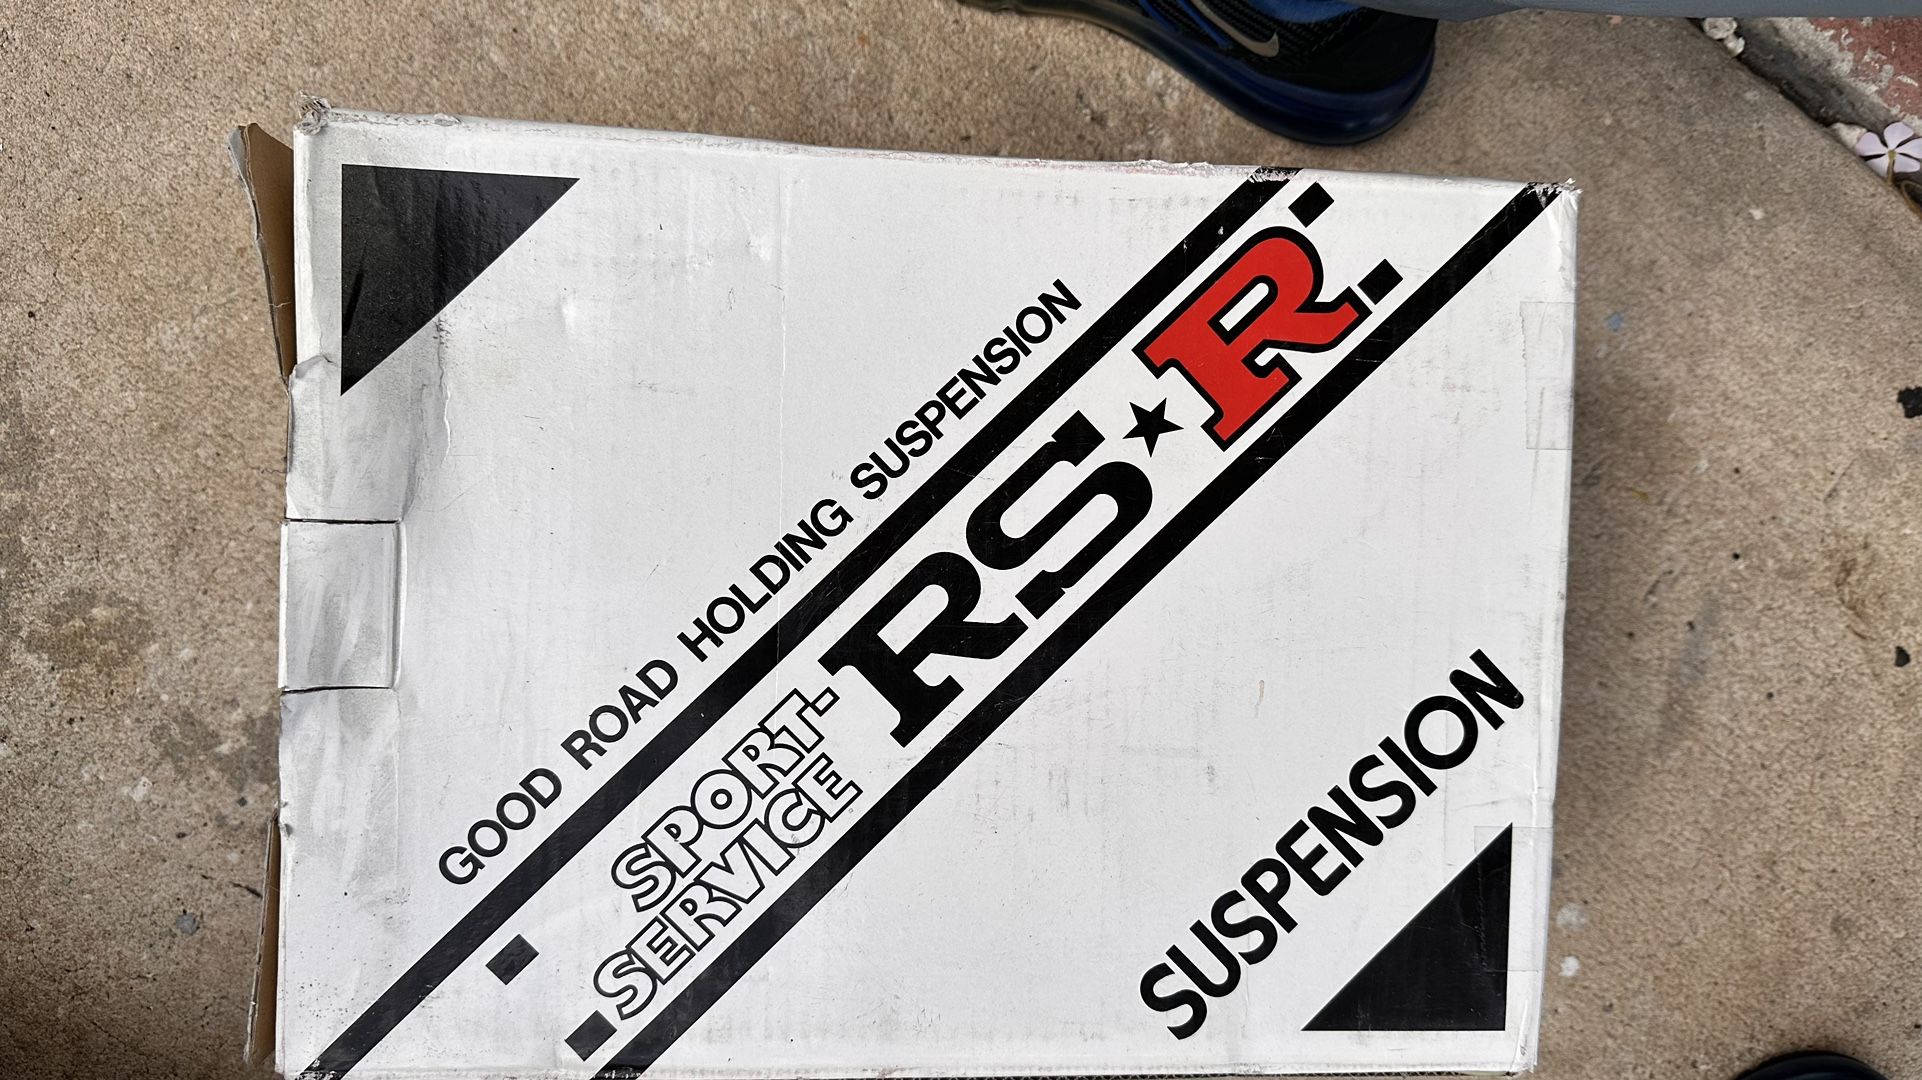 GOOD ROAD HOLDING SUSPENSION
SPORT-
SERVICE
RS★R
SUSPENSION